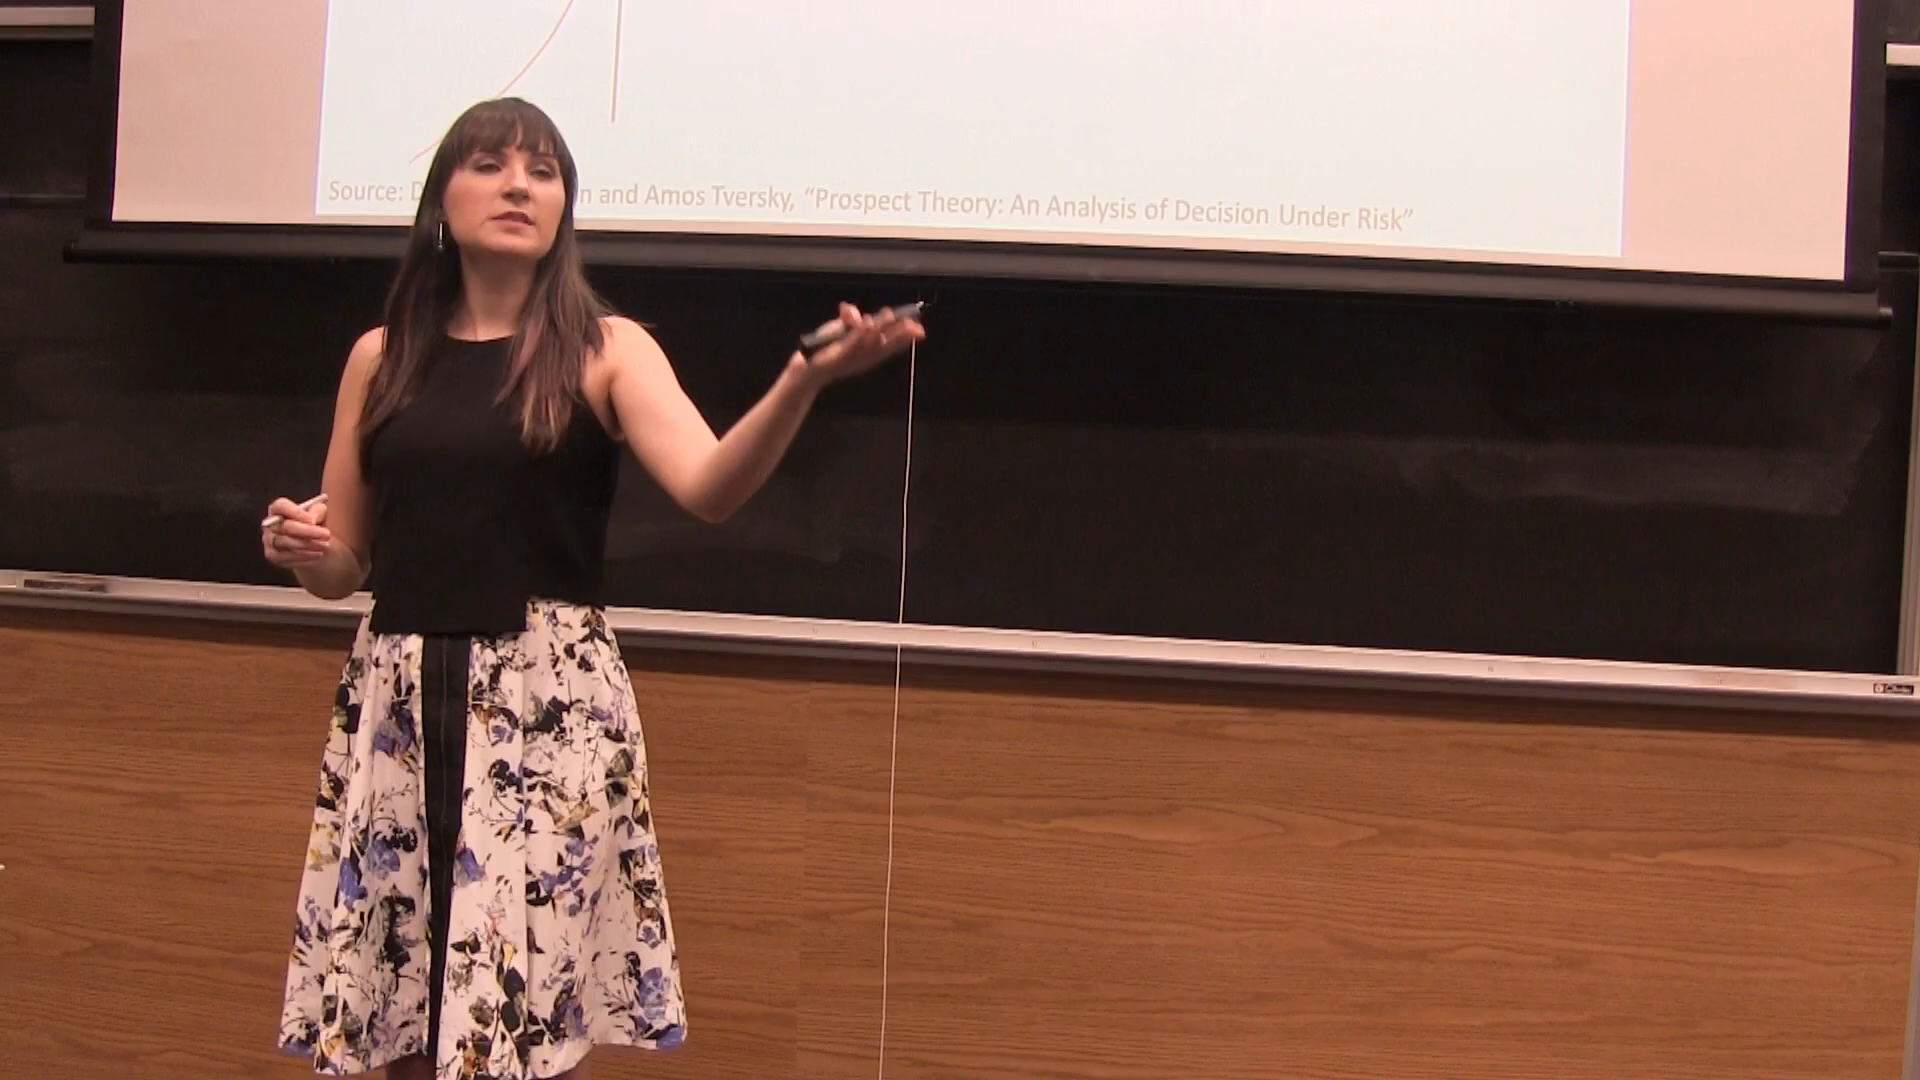 Source: D n and Amos Tversky, “Prospect Theory: An Analysis of Decision Under Risk”